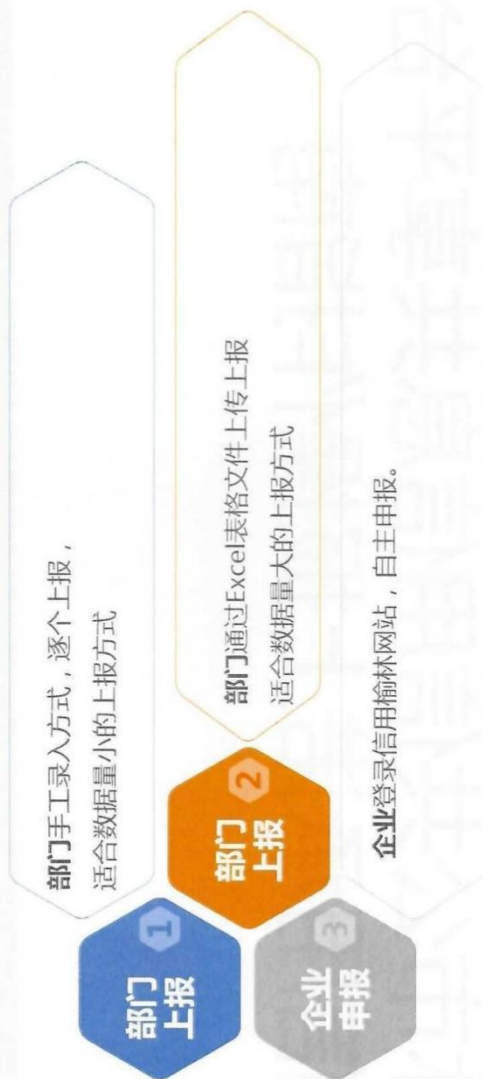 部门
上报
1
部门手工录入方式，逐个上报，
适合数据量小的上报方式
部门
上报
2
部门通过Excel表格文件上传上报
适合数据量大的上报方式
企业
申报
3
企业登录信用榆林网站，自主申报。